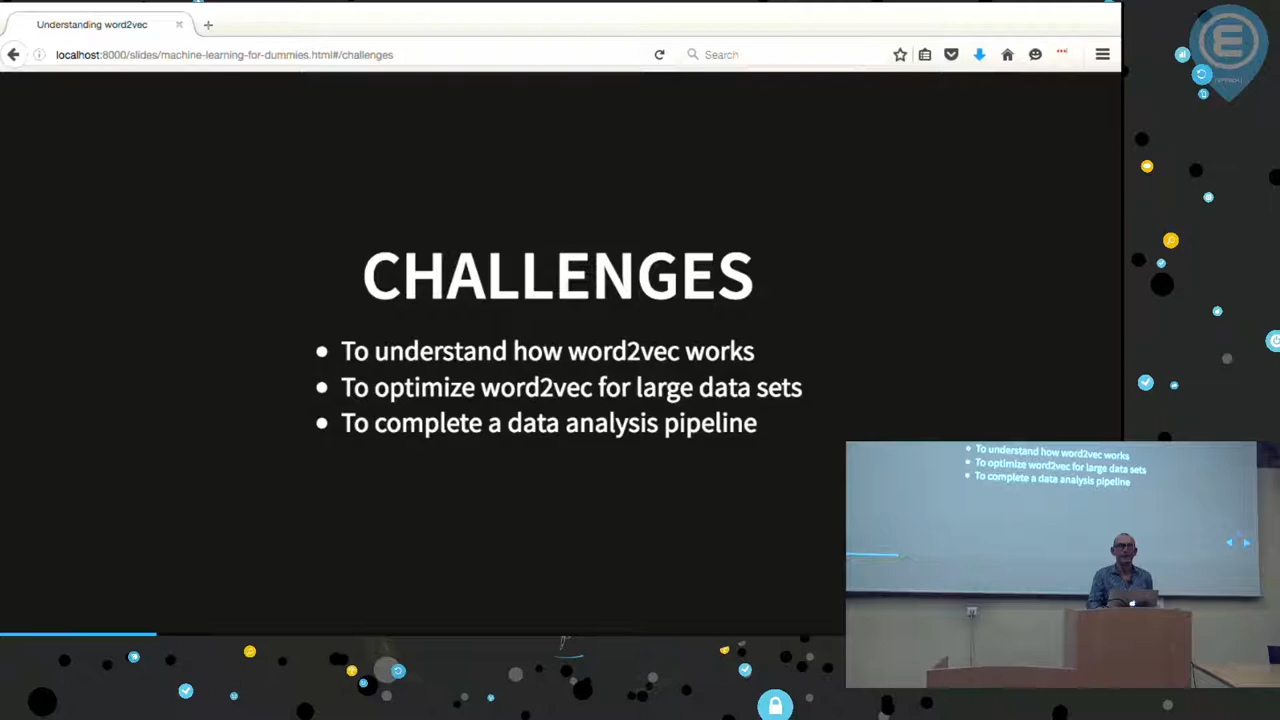 Understanding word2vec
localhost:8000/slides/machine-learning-for-dummies.html#/challenges
Search
CHALLENGES
To understand how word2vec works
To optimize word2vec for large data sets
To complete a data analysis pipeline
To understand how word2vec works
To optimize word2vec for large data sets
To complete a data analysis pipeline